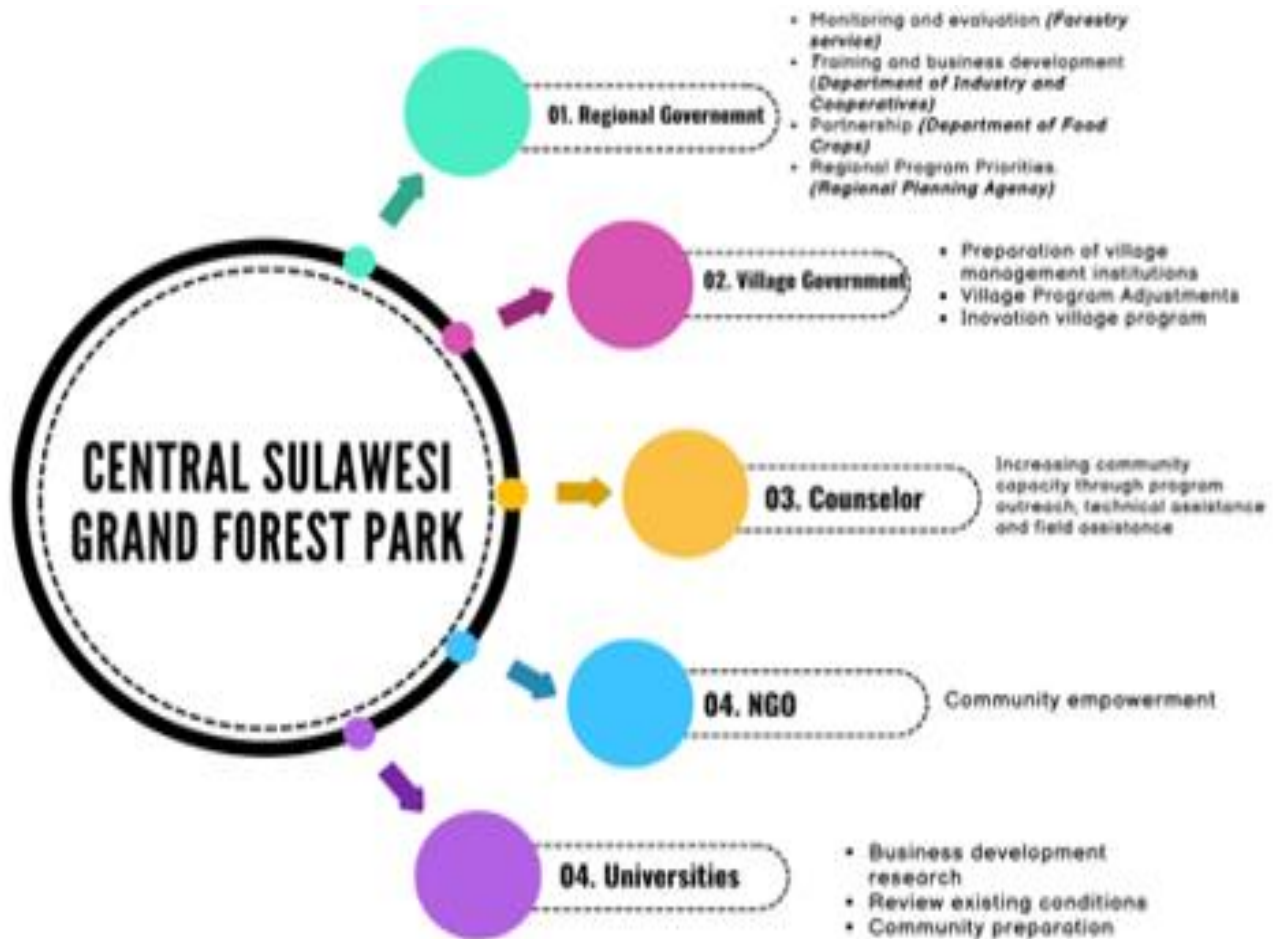 • Monitoring and evaluation (Forestry
service)
• Training and business development
(Department of Industry and
Cooperatives)
• Partnership (Department of Food
Crops)
• Regional Program Priorities.
(Regional Planning Agency)
01. Regional Governemnt
02. Village Government
• Preparation of village
management institutions
• Village Program Adjustments
• Inovation village program
CENTRAL SULAWESI
GRAND FOREST PARK
03. Counselor
Increasing community
capacity through program
outreach, technical assistance
and field assistance
04. NGO
Community empowerment
04. Universities
• Business development
research
• Review existing conditions
• Community preparation